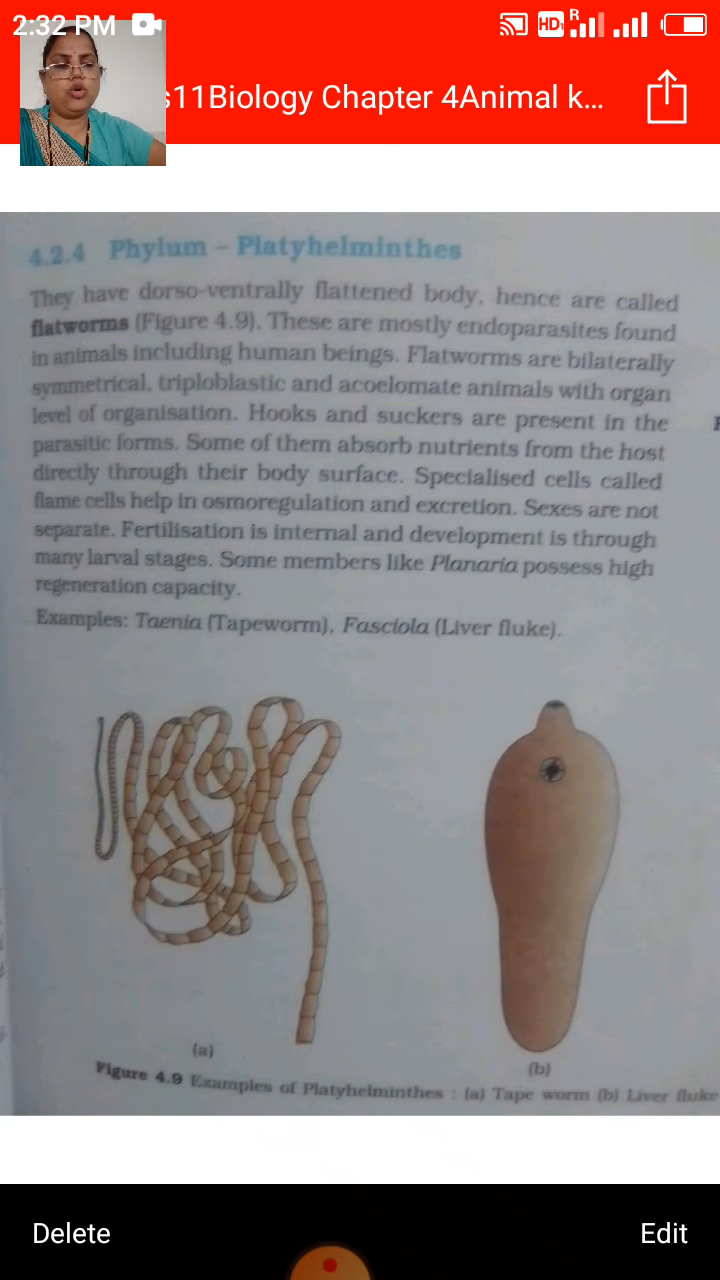 2:32 PM
HD
R
s11Biology Chapter 4Animal k...
4.2.4 Phylum – Platyhelminthes
They have dorso-ventrally flattened body, hence are called
flatworms (Figure 4.9). These are mostly endoparasites found
in animals including human beings. Flatworms are bilaterally
symmetrical, triploblastic and acoelomate animals with organ
level of organisation. Hooks and suckers are present in the
parasitic forms. Some of them absorb nutrients from the host
directly through their body surface. Specialised cells called
flame cells help in osmoregulation and excretion. Sexes are not
separate. Fertilisation is internal and development is through
many larval stages. Some members like Planaria possess high
regeneration capacity.
Examples: Taenia (Tapeworm), Fasciola (Liver fluke).
(a)
(b)
Figure 4.9 Examples of Platyhelminthes : (a) Tape worm (b) Liver fluke
Delete
Edit